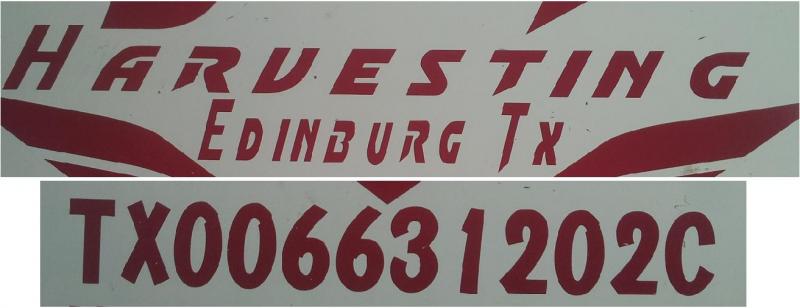 HARVESTING
EDINBURG TX
TX006631202C